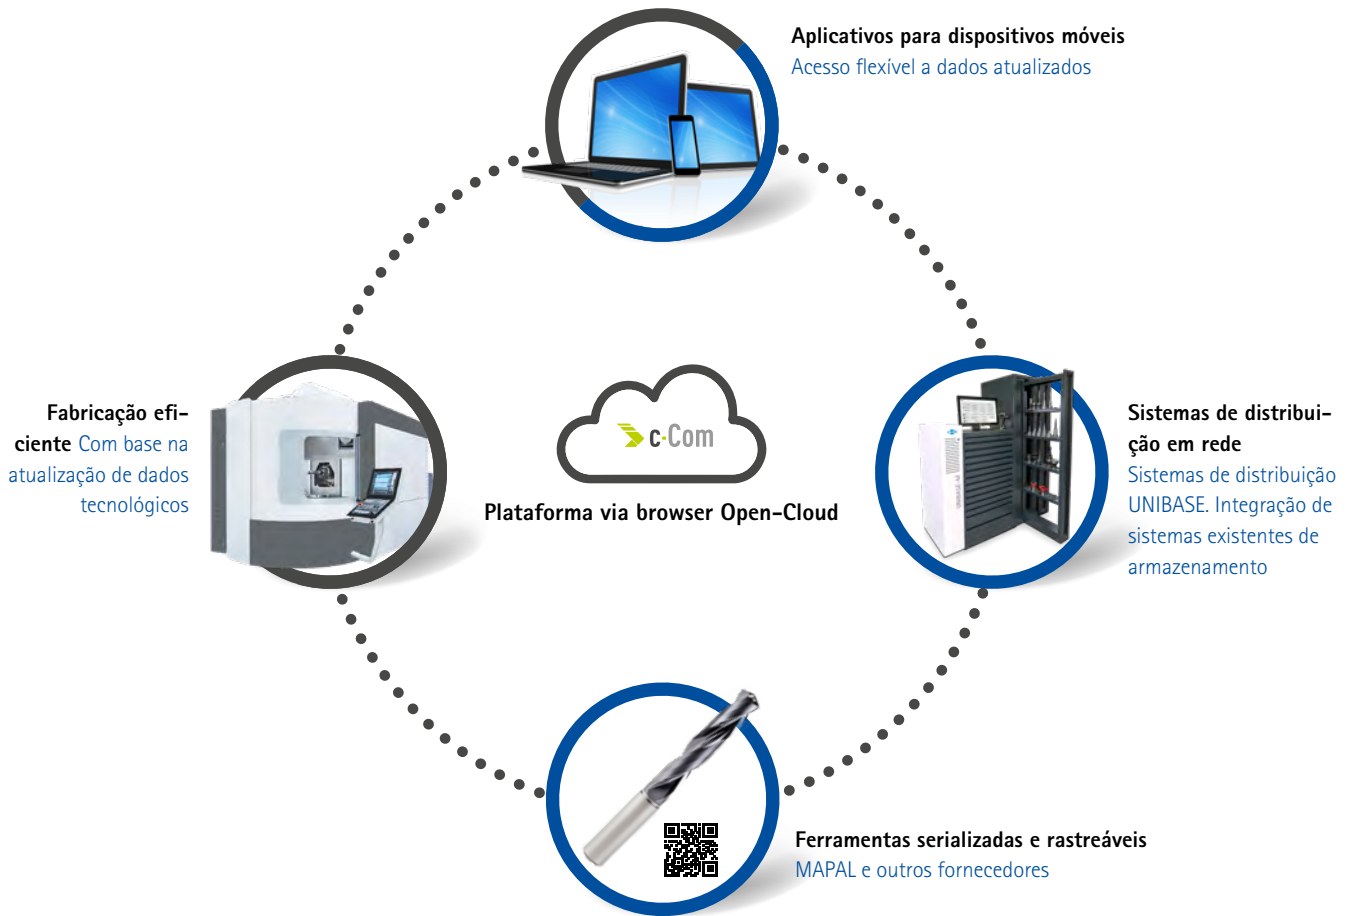 Aplicativos para dispositivos móveis
Acesso flexível a dados atualizados
Fabricação efi-
ciente Com base na
atualização de dados
tecnológicos
c·Com
Plataforma via browser Open-Cloud
Sistemas de distribui-
ção em rede
Sistemas de distribuição
UNIBASE. Integração de
sistemas existentes de
armazenamento
Ferramentas serializadas e rastreáveis
MAPAL e outros fornecedores